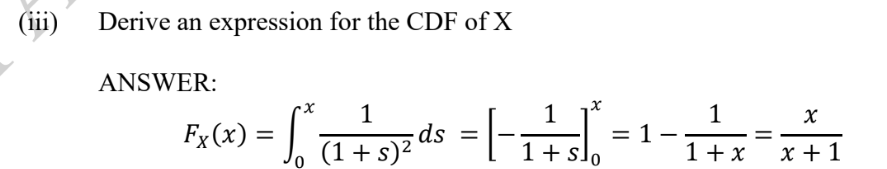 (iii) Derive an expression for the CDF of X
ANSWER:
F_X(x) = ∫_0^x 1/(1 + s)² ds = [−1/(1 + s)]_0^x = 1 − 1/(1 + x) = x/(x + 1)